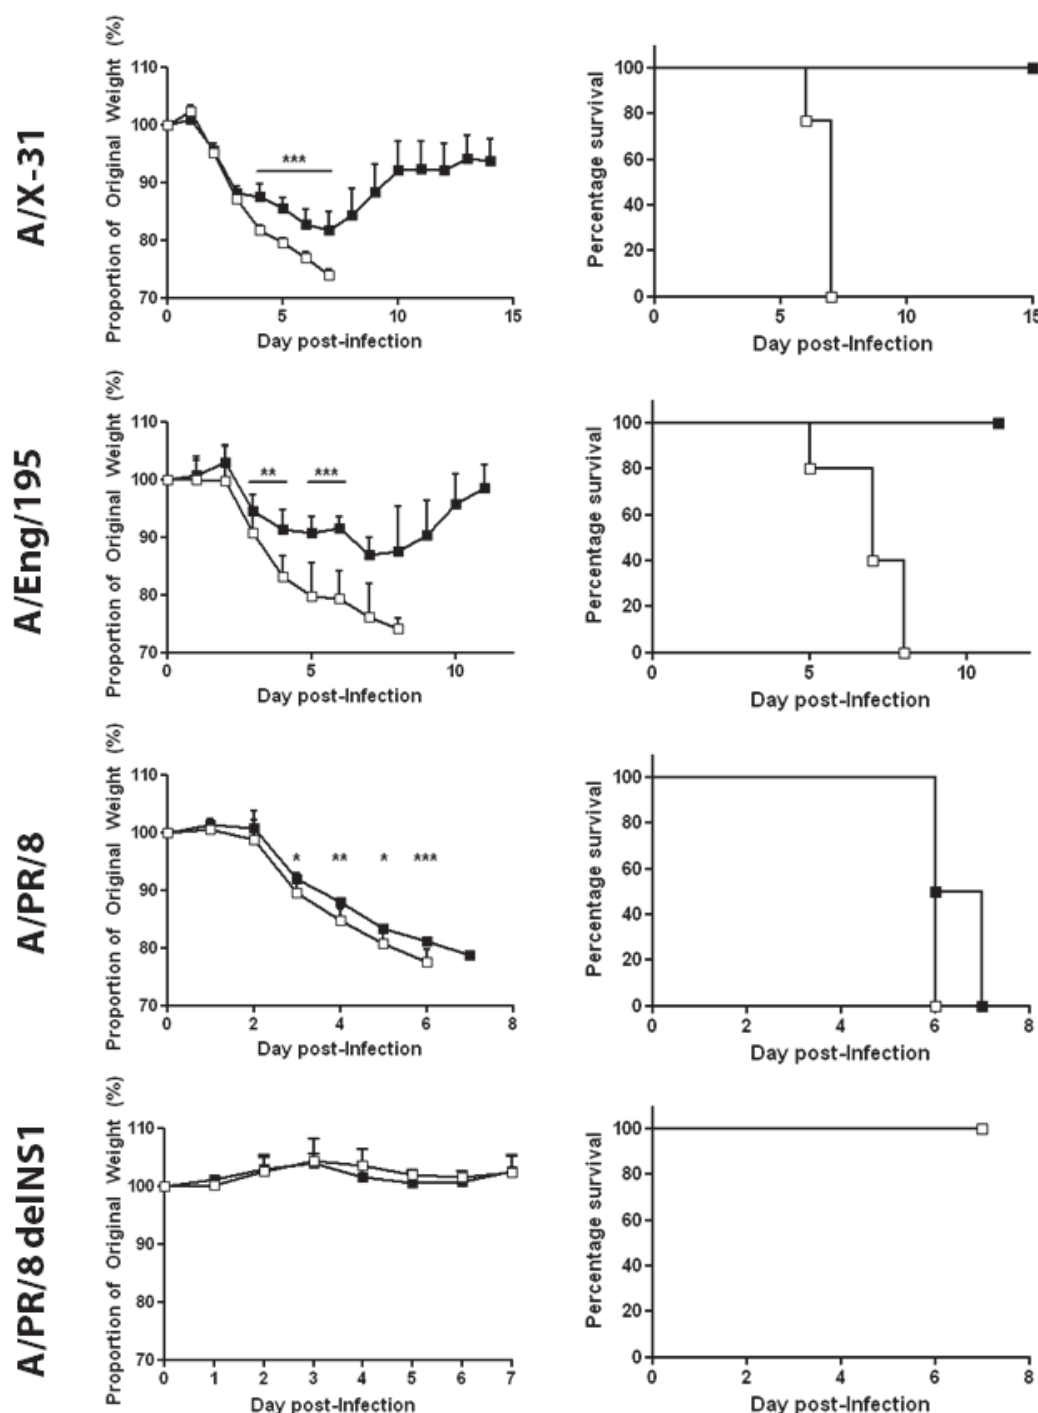 A/X-31
Proportion of Original Weight (%)
110
100
90
80
70
***
0 5 10 15
Day post-infection
Percentage survival
100
80
60
40
20
0
0 5 10 15
Day post-Infection
A/Eng/195
Proportion of Original Weight (%)
110
100
90
80
70
** ***
0 5 10
Day post-Infection
Percentage survival
100
80
60
40
20
0
0 5 10
Day post-Infection
A/PR/8
Proportion of Original Weight (%)
110
100
90
80
70
* ** * ***
0 2 4 6 8
Day post-Infection
Percentage survival
100
80
60
40
20
0
0 2 4 6 8
Day post-Infection
A/PR/8 delNS1
Proportion of Original Weight (%)
110
100
90
80
70
0 1 2 3 4 5 6 7
Day post-Infection
Percentage survival
100
80
60
40
20
0
0 2 4 6 8
Day post-Infection